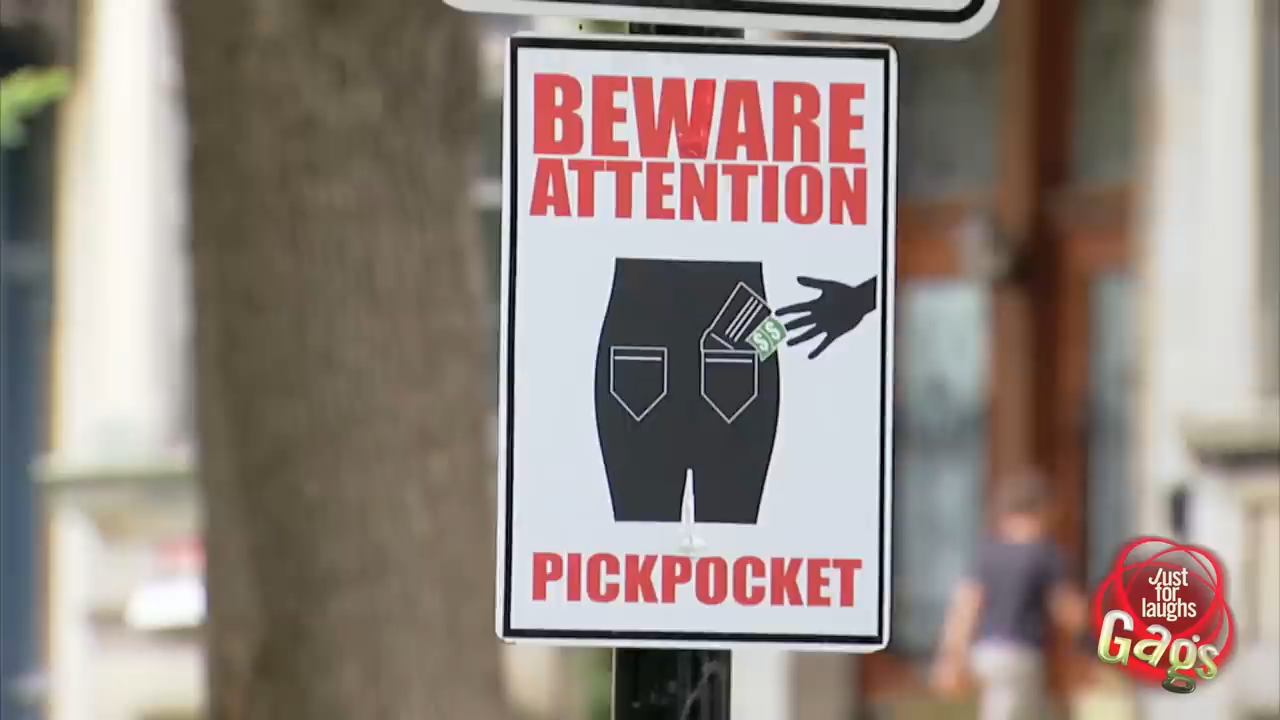 BEWARE
ATTENTION
$ $
PICKPOCKET
Just
for
laughs
Gags